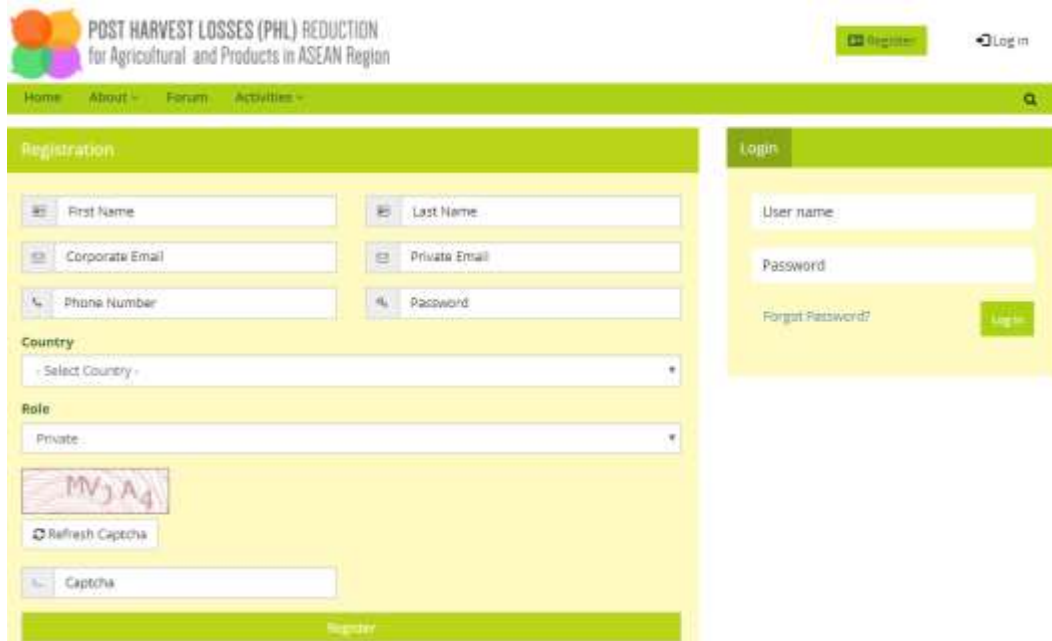 POST HARVEST LOSSES (PHL) REDUCTION
for Agricultural and Products in ASEAN Region
Register
Log in
Home About Forum Activities
Registration
Login
First Name
Last Name
User name
Corporate Email
Private Email
Password
Phone Number
Password
Forgot Password?
Log in
Country
- Select Country -
Role
Private
Refresh Captcha
Captcha
Register